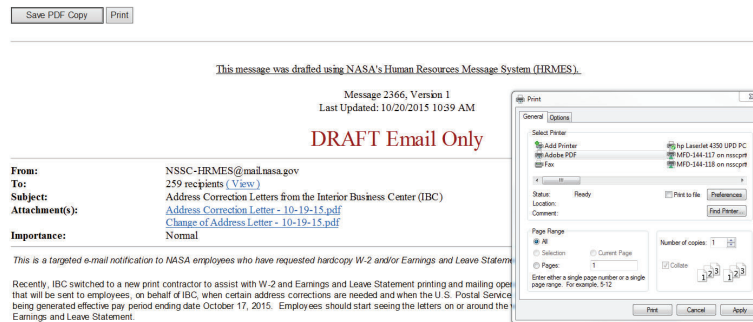 Save PDF Copy Print
This message was drafted using NASA's Human Resources Message System (HRMES).
Message 2366, Version 1
Last Updated: 10/20/2015 10:39 AM
DRAFT Email Only
From: NSSC-HRMES@mail.nasa.gov
To: 259 recipients (View)
Subject: Address Correction Letters from the Interior Business Center (IBC)
Attachment(s): Address Correction Letter - 10-19-15.pdf
Change of Address Letter - 10-19-15.pdf
Importance: Normal
This is a targeted e-mail notification to NASA employees who have requested hardcopy W-2 and/or Earnings and Leave Stateme
Recently, IBC switched to a new print contractor to assist with W-2 and Earnings and Leave Statement printing and mailing oper
that will be sent to employees, on behalf of IBC, when certain address corrections are needed and when the U.S. Postal Service
being generated effective pay period ending date October 17, 2015. Employees should start seeing the letters on or around the
Earnings and Leave Statement.
Print
General Options
Select Printer
Add Printer hp LaserJet 4350 UPD PC
Adobe PDF MFD-144-117 on nsscprt
Fax MFD-144-118 on nsscprt
Status: Ready Print to file Preferences
Location:
Comment: Find Printer...
Page Range
All Number of copies: 1
Selection Current Page
Pages: 1 Collate
Enter either a single page number or a single
page range. For example, 5-12
1 1 2 2 3 3
Print Cancel Apply